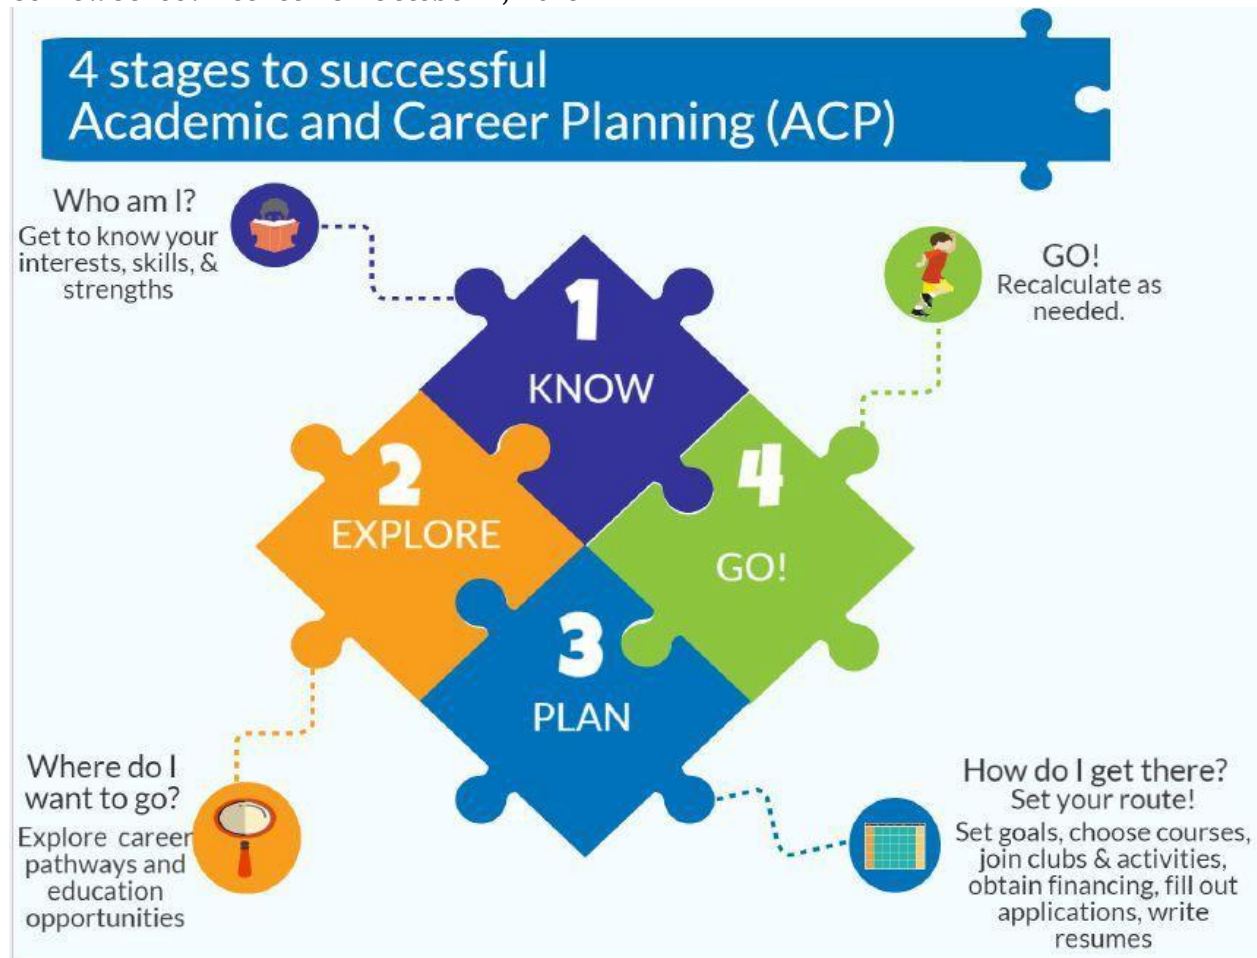 4 stages to successful
Academic and Career Planning (ACP)
Who am I?
Get to know your
interests, skills, &
strengths
GO!
Recalculate as
needed.
1
KNOW
2
EXPLORE
4
GO!
3
PLAN
Where do I
want to go?
Explore career
pathways and
education
opportunities
How do I get there?
Set your route!
Set goals, choose courses,
join clubs & activities,
obtain financing, fill out
applications, write
resumes